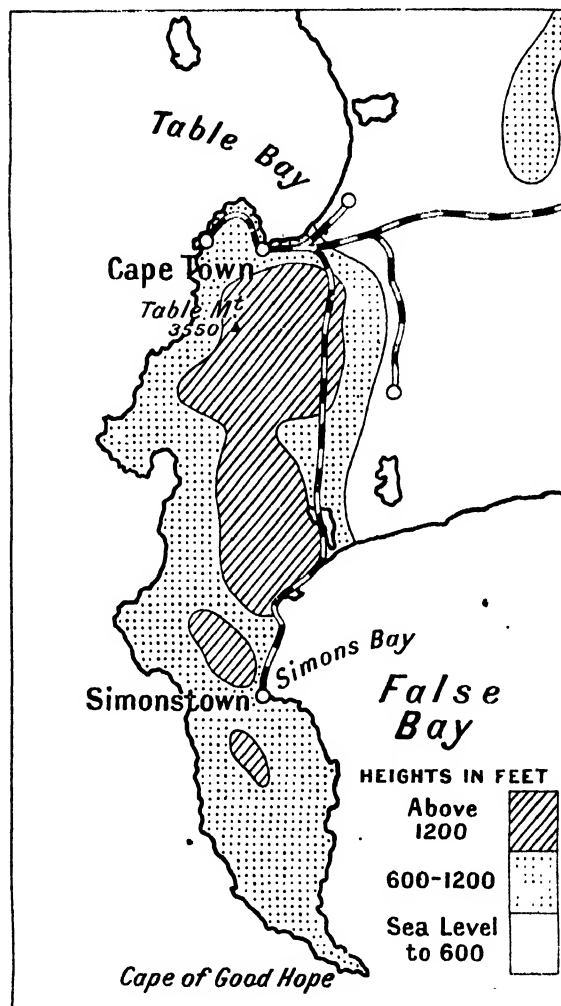 Table Bay
Cape Town
Table Mt
3550
Simons Bay
Simonstown
False
Bay
HEIGHTS IN FEET
Above
1200
600-1200
Sea Level
to 600
Cape of Good Hope